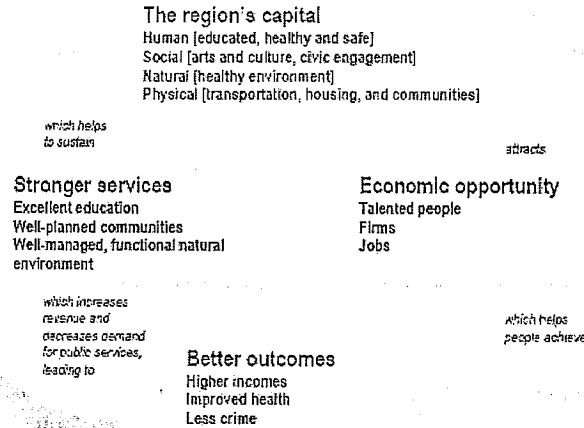 The region's capital
Human [educated, healthy and safe]
Social [arts and culture, civic engagement]
Natural [healthy environment]
Physical [transportation, housing, and communities]
which helps
to sustain
attracts
Stronger services
Excellent education
Well-planned communities
Well-managed, functional natural
environment
Economic opportunity
Talented people
Firms
Jobs
which increases
revenue and
decreases demand
for public services,
leading to
which helps
people achieve
Better outcomes
Higher incomes
Improved health
Less crime